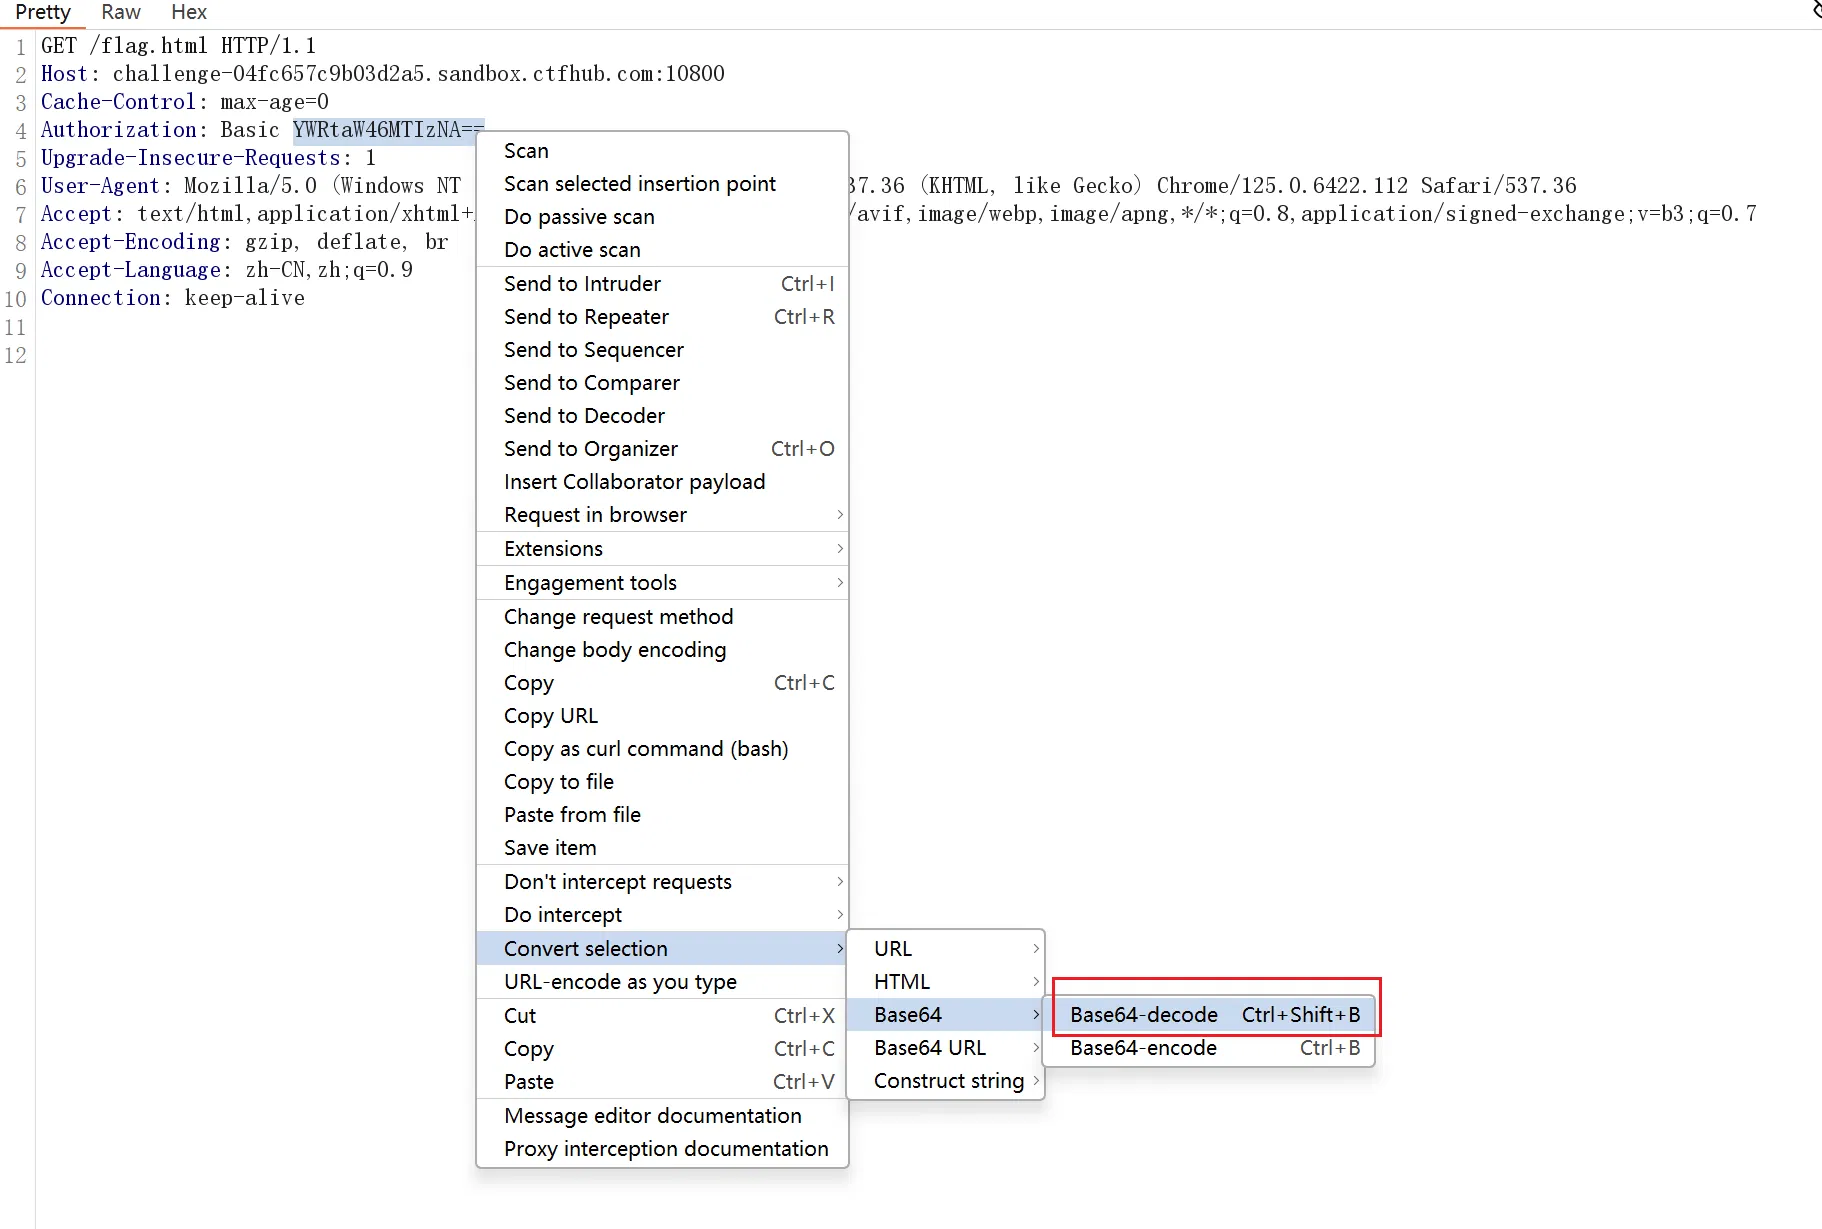 Pretty Raw Hex
1 GET /flag.html HTTP/1.1
2 Host: challenge-04fc657c9b03d2a5.sandbox.ctfhub.com:10800
3 Cache-Control: max-age=0
4 Authorization: Basic YWRtaW46MTIzNA==
5 Upgrade-Insecure-Requests: 1
6 User-Agent: Mozilla/5.0 (Windows NT 37.36 (KHTML, like Gecko) Chrome/125.0.6422.112 Safari/537.36
7 Accept: text/html,application/xhtml+ /avif,image/webp,image/apng,*/*;q=0.8,application/signed-exchange;v=b3;q=0.7
8 Accept-Encoding: gzip, deflate, br
9 Accept-Language: zh-CN,zh;q=0.9
10 Connection: keep-alive
11
12
Scan
Scan selected insertion point
Do passive scan
Do active scan
Send to Intruder Ctrl+I
Send to Repeater Ctrl+R
Send to Sequencer
Send to Comparer
Send to Decoder
Send to Organizer Ctrl+O
Insert Collaborator payload
Request in browser
Extensions
Engagement tools
Change request method
Change body encoding
Copy Ctrl+C
Copy URL
Copy as curl command (bash)
Copy to file
Paste from file
Save item
Don't intercept requests
Do intercept
Convert selection
URL-encode as you type
Cut Ctrl+X
Copy Ctrl+C
Paste Ctrl+V
Message editor documentation
Proxy interception documentation
URL
HTML
Base64
Base64 URL
Construct string
Base64-decode Ctrl+Shift+B
Base64-encode Ctrl+B